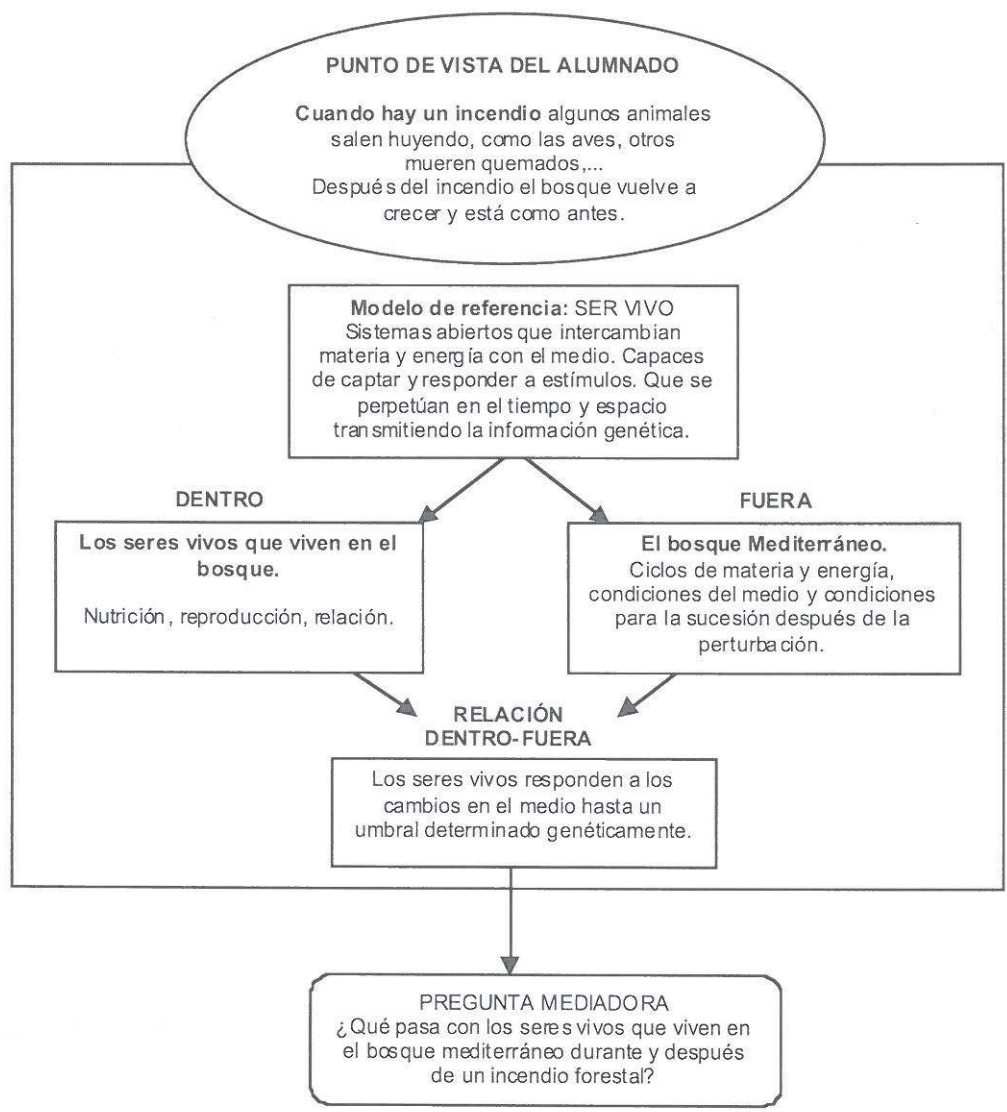 PUNTO DE VISTA DEL ALUMNADO
Cuando hay un incendio algunos animales
salen huyendo, como las aves, otros
mueren quemados,...
Después del incendio el bosque vuelve a
crecer y está como antes.
Modelo de referencia: SER VIVO
Sistemas abiertos que intercambian
materia y energía con el medio. Capaces
de captar y responder a estímulos. Que se
perpetúan en el tiempo y espacio
transmitiendo la información genética.
DENTRO
Los seres vivos que viven en el
bosque.
Nutrición, reproducción, relación.
FUERA
El bosque Mediterráneo.
Ciclos de materia y energía,
condiciones del medio y condiciones
para la sucesión después de la
perturbación.
RELACIÓN
DENTRO-FUERA
Los seres vivos responden a los
cambios en el medio hasta un
umbral determinado genéticamente.
PREGUNTA MEDIADORA
¿Qué pasa con los seres vivos que viven en
el bosque mediterráneo durante y después
de un incendio forestal?